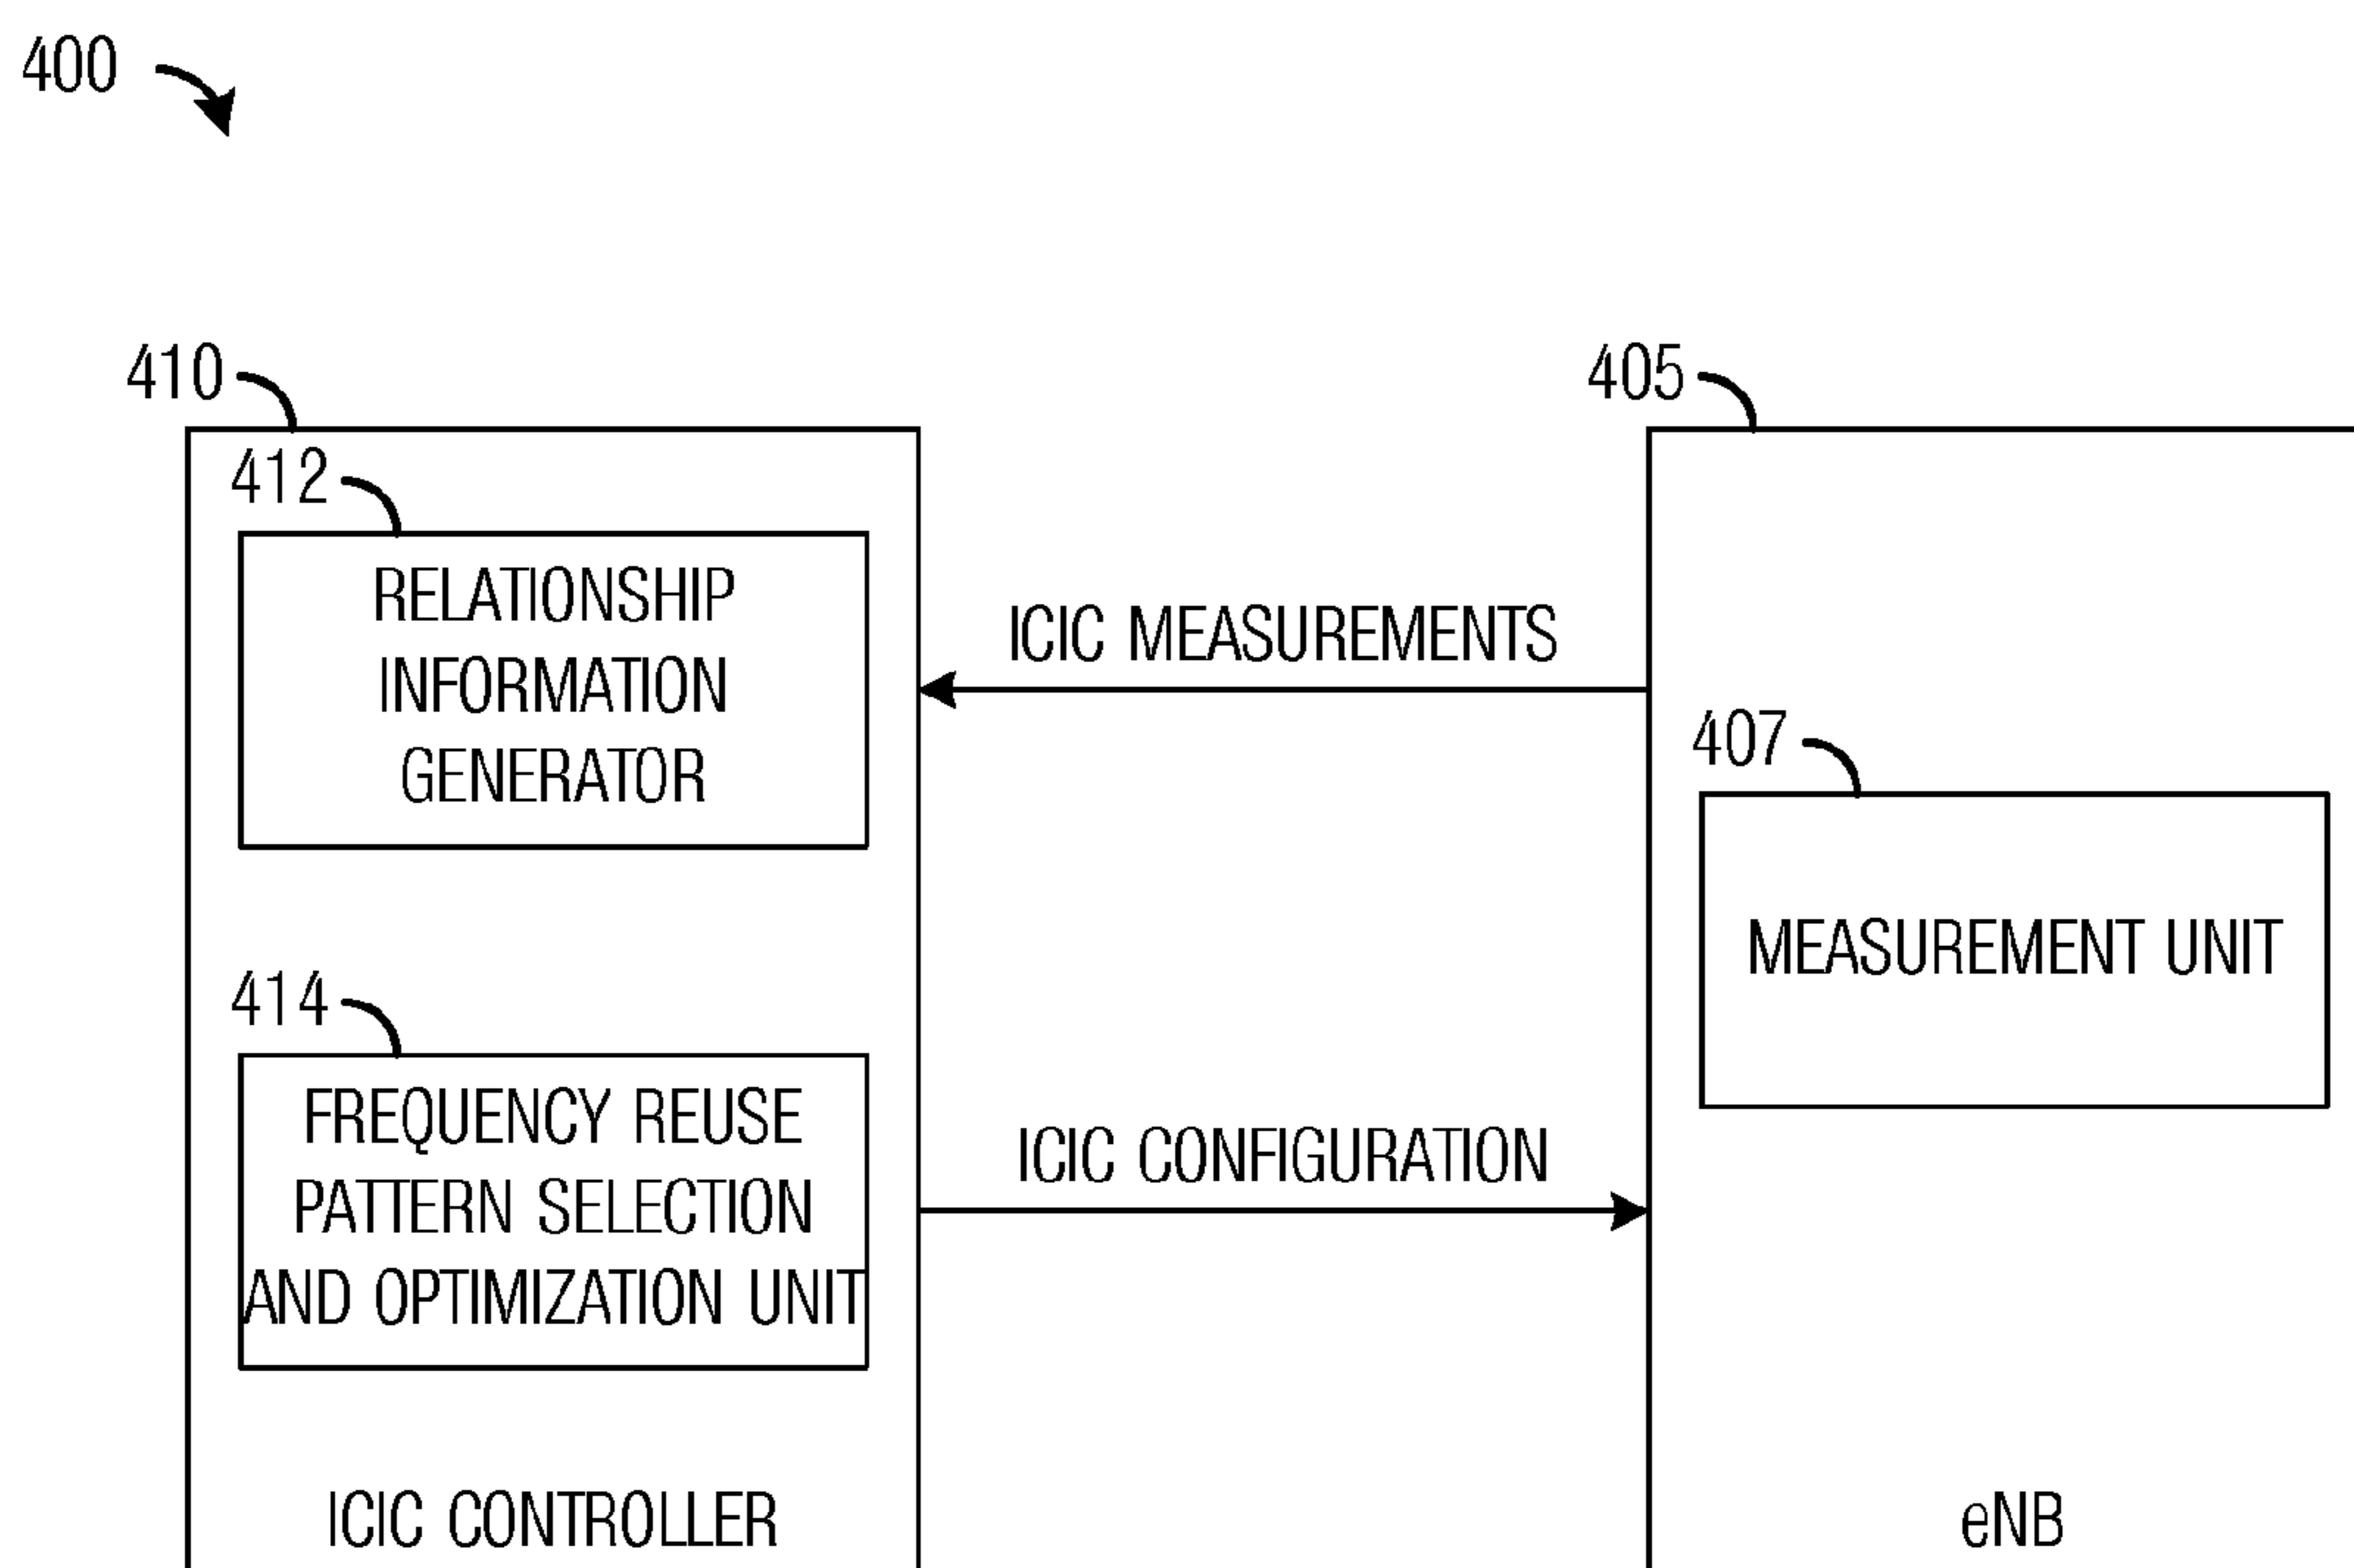 400
410
405
412
RELATIONSHIP
INFORMATION
GENERATOR
ICIC MEASUREMENTS
407
MEASUREMENT UNIT
414
FREQUENCY REUSE
PATTERN SELECTION
AND OPTIMIZATION UNIT
ICIC CONFIGURATION
ICIC CONTROLLER
eNB